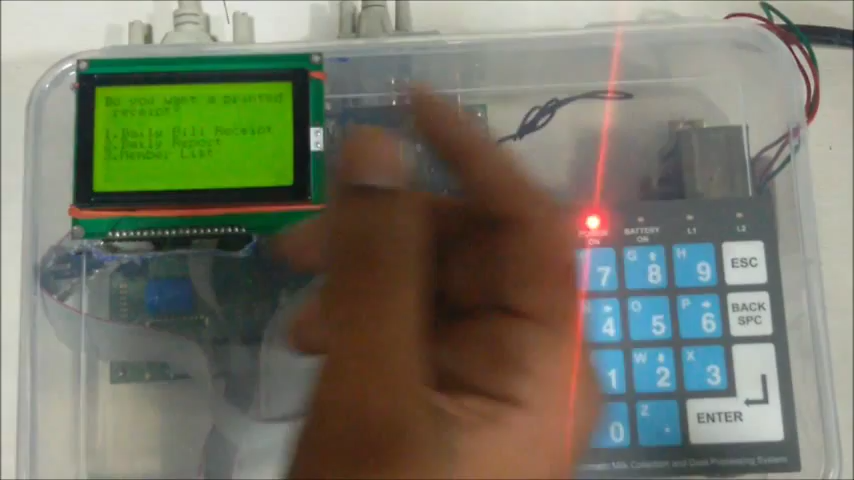 Do you want a printed
receipt?
1.Daily Bill Receipt
2.Daily Report
3.Member List
POWER ON
BATTERY ON
L1
L2
7
G 8
H 9
ESC
4
O 5
P 6
BACK SPC
1
W 2
X 3
0
Z .
ENTER
Milk Collection and Data Processing System